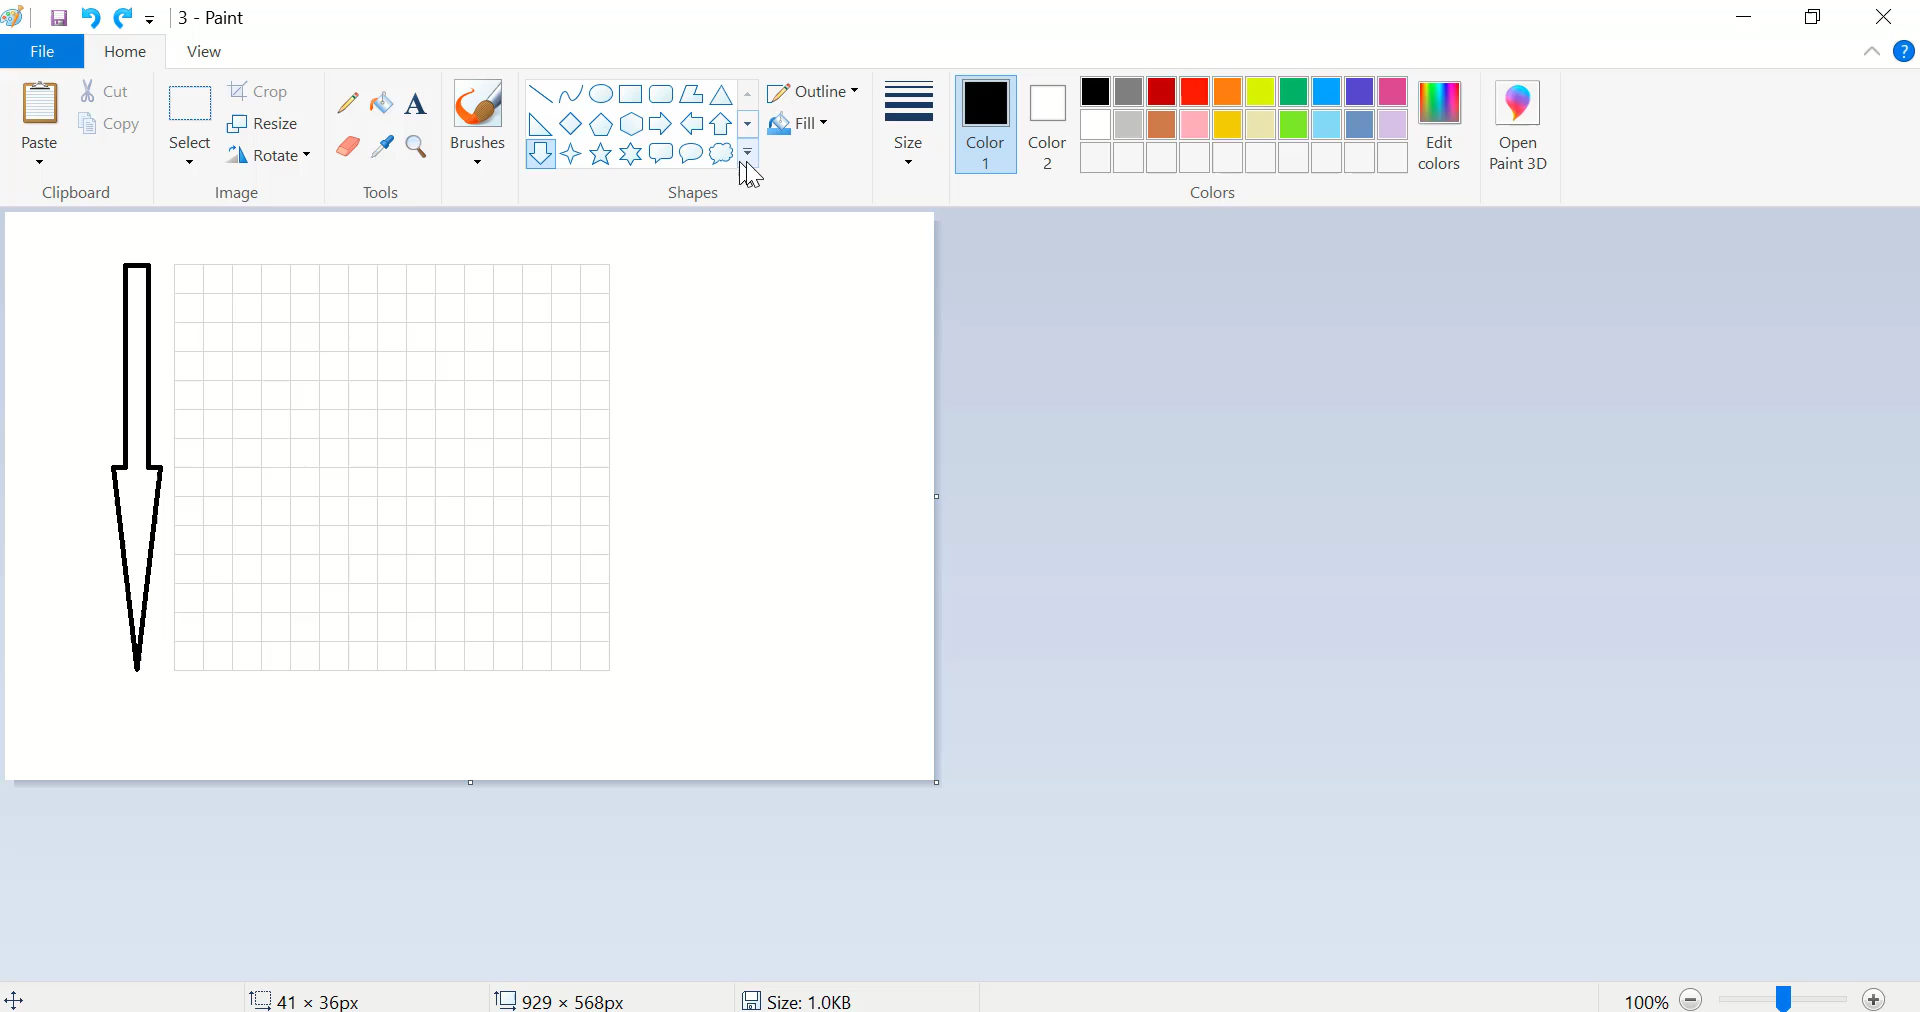 3 - Paint
File Home View
Paste
Cut
Copy
Clipboard
Select
Crop
Resize
Rotate
Image
A
Tools
Brushes
Outline
Fill
Shapes
Size
Color
1
Color
2
Edit
colors
Colors
Open
Paint 3D
?
41 × 36px 929 × 568px Size: 1.0KB 100%